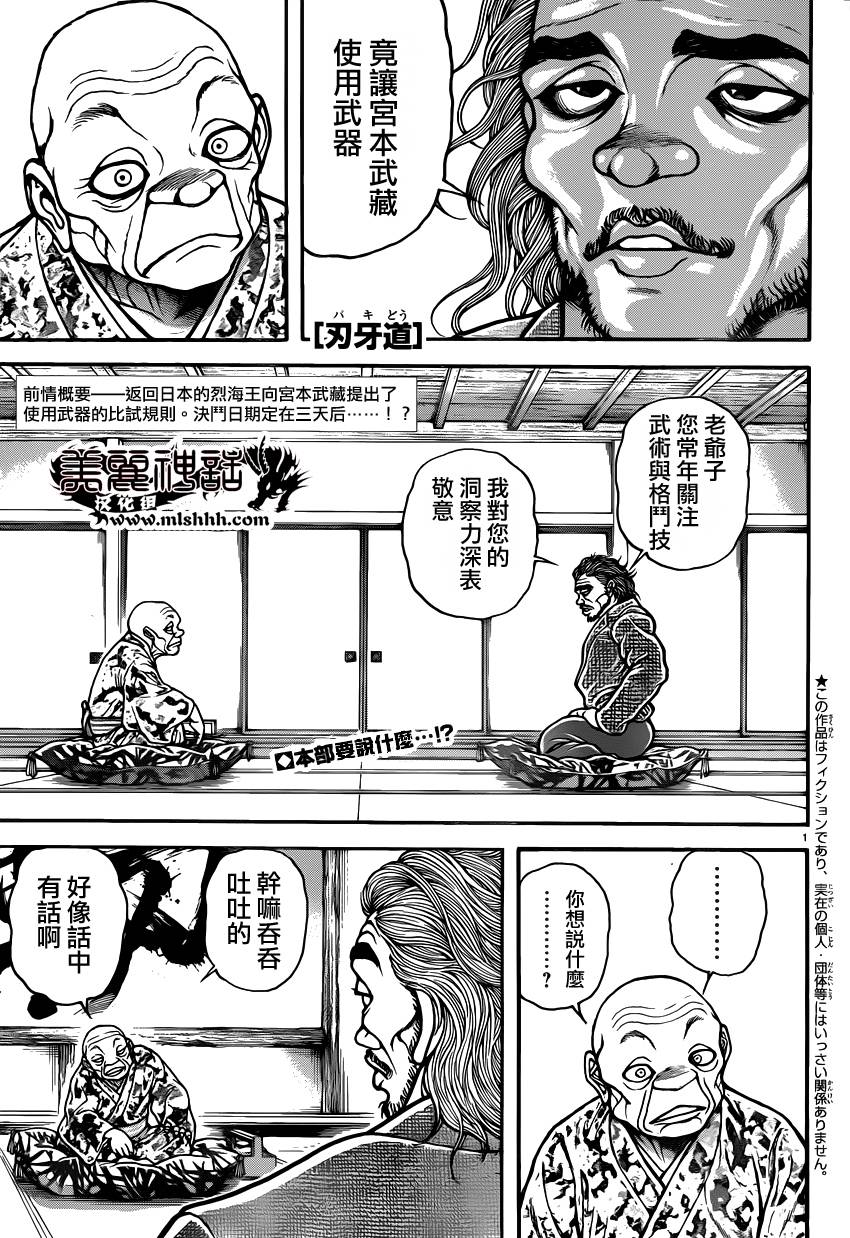 竟讓宮本武藏
使用武器
バキどう
[刃牙道]
前情概要——返回日本的烈海王向宮本武藏提出了
使用武器的比試規則。決鬥日期定在三天后……！？
美麗神話
汉化组
www.mlshhh.com
老爺子
您常年關注
武術與格鬥技
我對您的
洞察力深表
敬意
本部要說什麼…!?
1
…………
你想説什麼
…………？
幹嘛吞吞
吐吐的
好像話中
有話啊
★この作品はフィクションであり、実在の個人・団体等にはいっさい関係ありません。